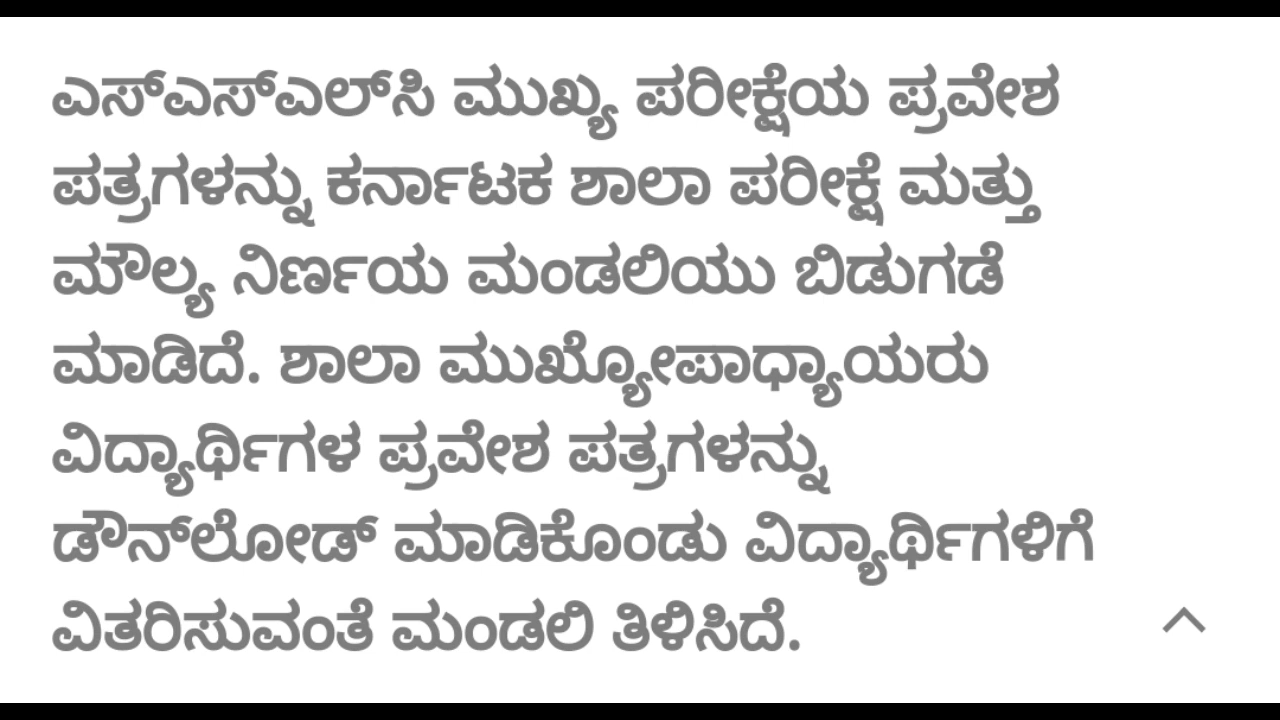 ಎಸ್‌ಎಸ್‌ಎಲ್‌ಸಿ ಮುಖ್ಯ ಪರೀಕ್ಷೆಯ ಪ್ರವೇಶ
ಪತ್ರಗಳನ್ನು ಕರ್ನಾಟಕ ಶಾಲಾ ಪರೀಕ್ಷೆ ಮತ್ತು
ಮೌಲ್ಯ ನಿರ್ಣಯ ಮಂಡಲಿಯು ಬಿಡುಗಡೆ
ಮಾಡಿದೆ. ಶಾಲಾ ಮುಖ್ಯೋಪಾಧ್ಯಾಯರು
ವಿದ್ಯಾರ್ಥಿಗಳ ಪ್ರವೇಶ ಪತ್ರಗಳನ್ನು
ಡೌನ್‌ಲೋಡ್ ಮಾಡಿಕೊಂಡು ವಿದ್ಯಾರ್ಥಿಗಳಿಗೆ
ವಿತರಿಸುವಂತೆ ಮಂಡಲಿ ತಿಳಿಸಿದೆ.